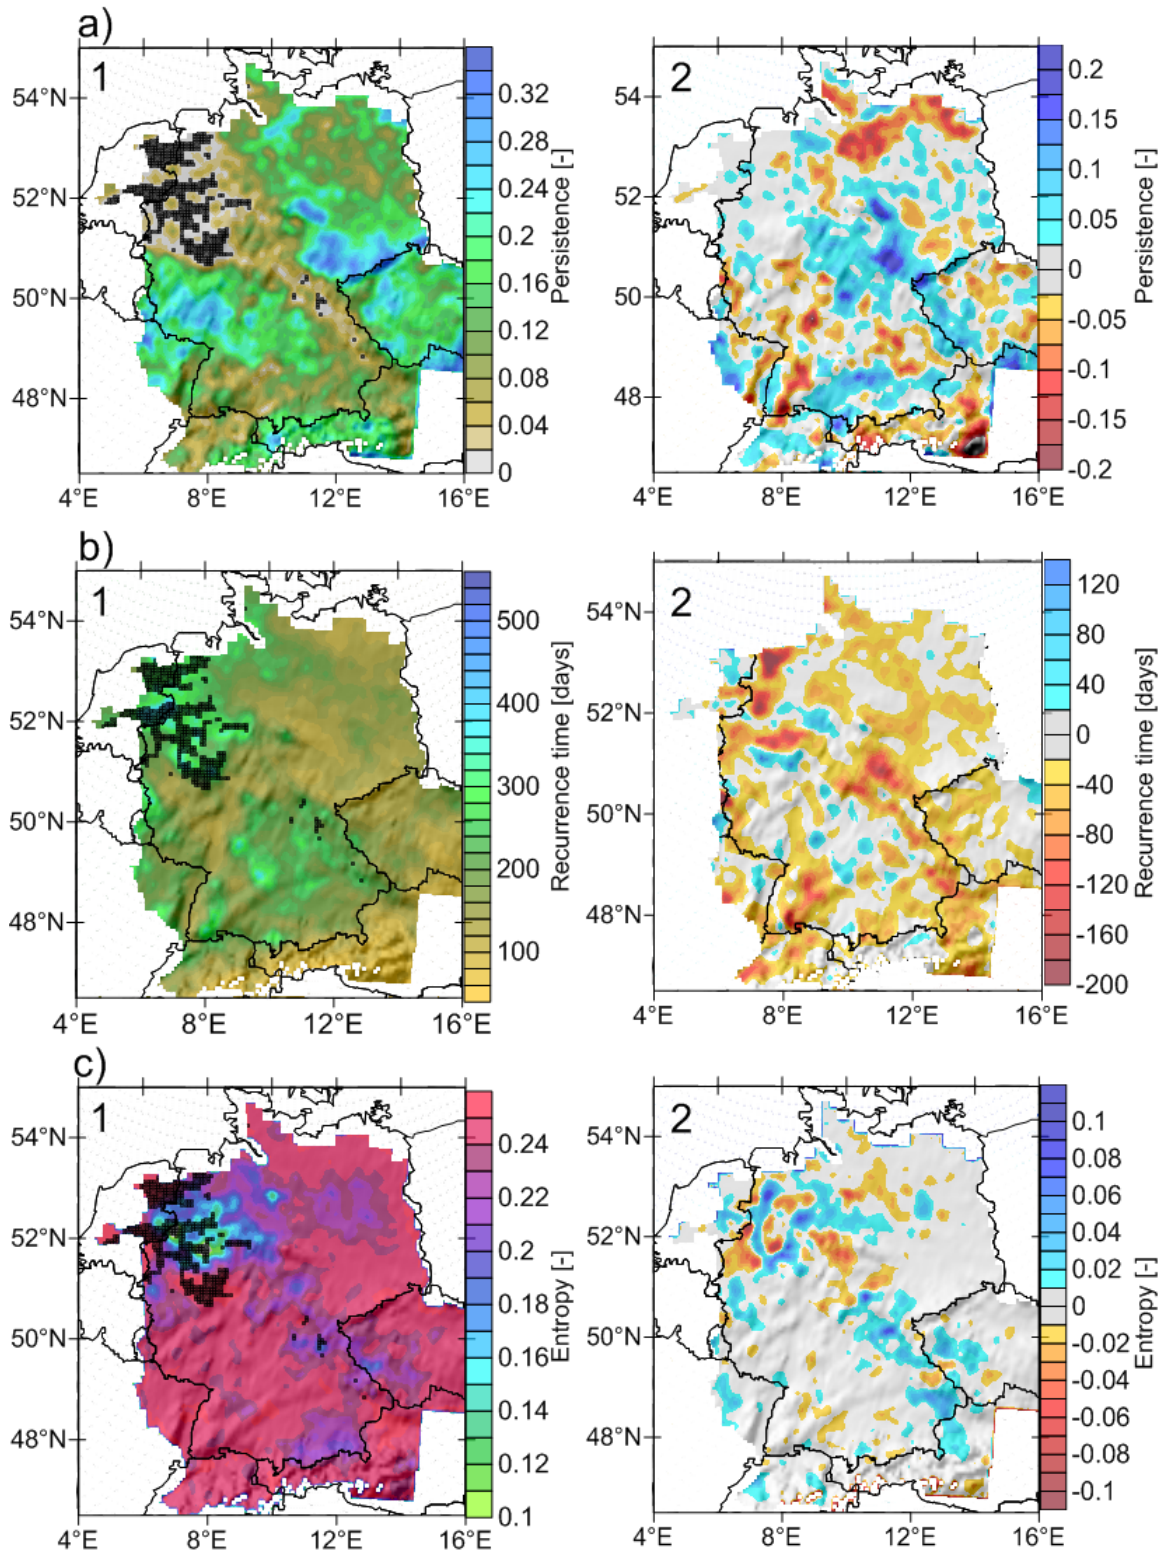 a)
1
54°N
52°N
50°N
48°N
4°E
8°E
12°E
16°E
0.32
0.28
0.24
0.2
0.16
0.12
0.08
0.04
0
Persistence [-]
2
54°N
52°N
50°N
48°N
4°E
8°E
12°E
16°E
0.2
0.15
0.1
0.05
0
-0.05
-0.1
-0.15
-0.2
Persistence [-]
b)
1
54°N
52°N
50°N
48°N
4°E
8°E
12°E
16°E
500
400
300
200
100
Recurrence time [days]
2
54°N
52°N
50°N
48°N
4°E
8°E
12°E
16°E
120
80
40
0
-40
-80
-120
-160
-200
Recurrence time [days]
c)
1
54°N
52°N
50°N
48°N
4°E
8°E
12°E
16°E
0.24
0.22
0.2
0.18
0.16
0.14
0.12
0.1
Entropy [-]
2
54°N
52°N
50°N
48°N
4°E
8°E
12°E
16°E
0.1
0.08
0.06
0.04
0.02
0
-0.02
-0.04
-0.06
-0.08
-0.1
Entropy [-]